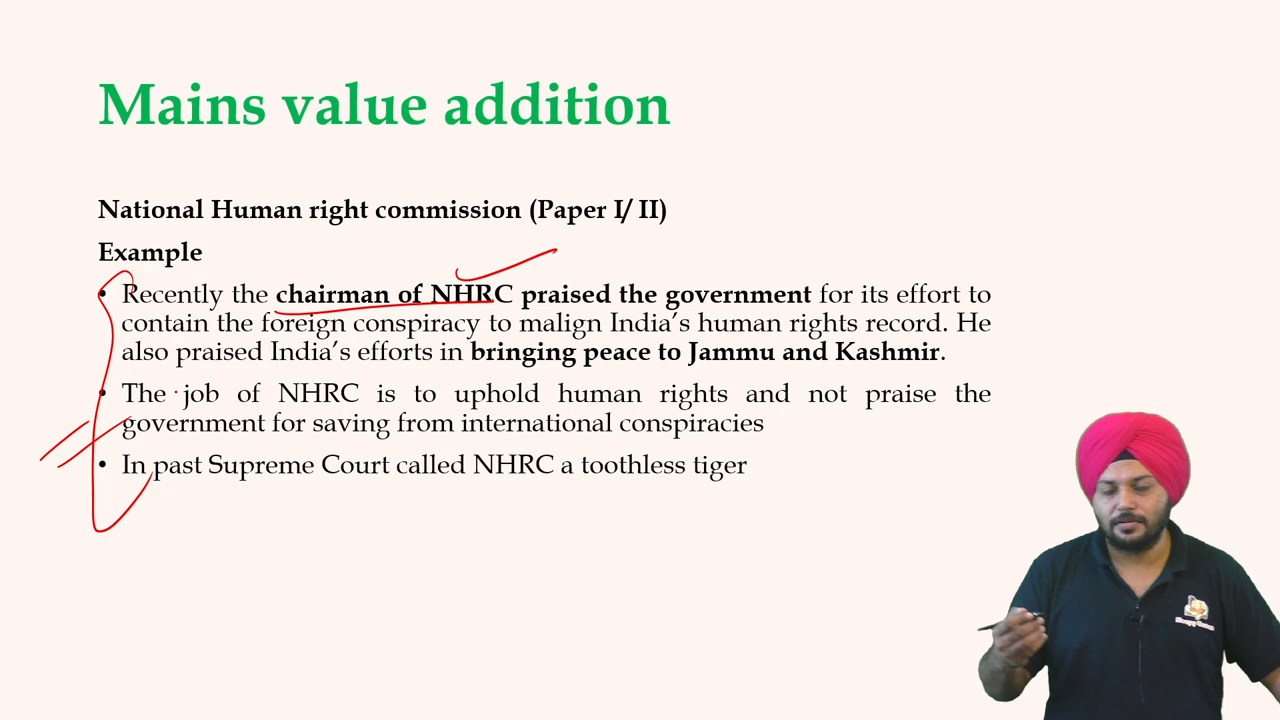 Mains value addition
National Human right commission (Paper I/ II)
Example
• Recently the chairman of NHRC praised the government for its effort to
contain the foreign conspiracy to malign India's human rights record. He
also praised India's efforts in bringing peace to Jammu and Kashmir.
• The job of NHRC is to uphold human rights and not praise the
government for saving from international conspiracies
• In past Supreme Court called NHRC a toothless tiger